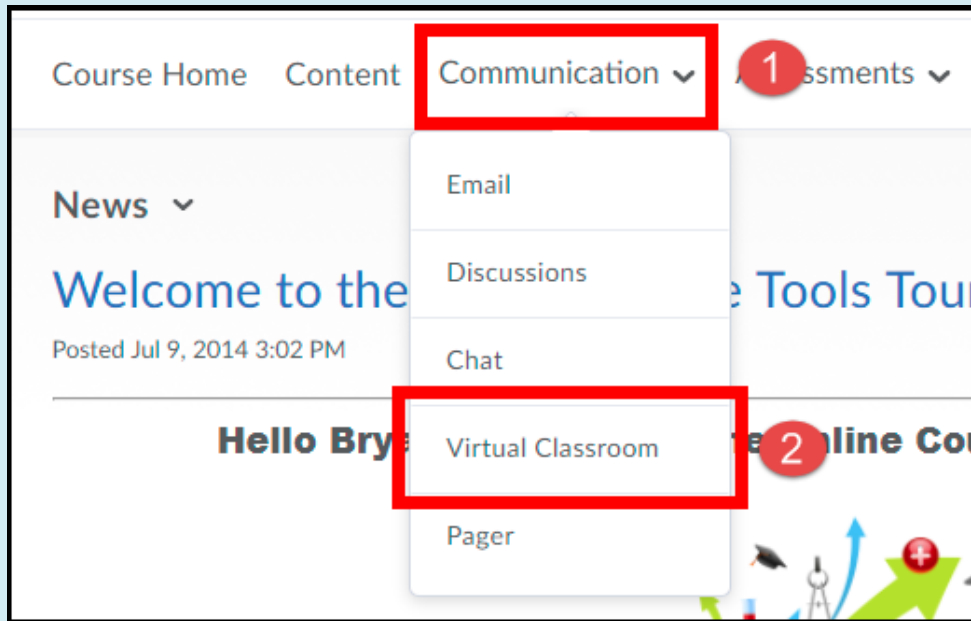 Course Home Content Communication 1 ssments
News
Email
Welcome to the Tools Tour
Discussions
Posted Jul 9, 2014 3:02 PM
Chat
Hello
Virtual Classroom
2
Pager